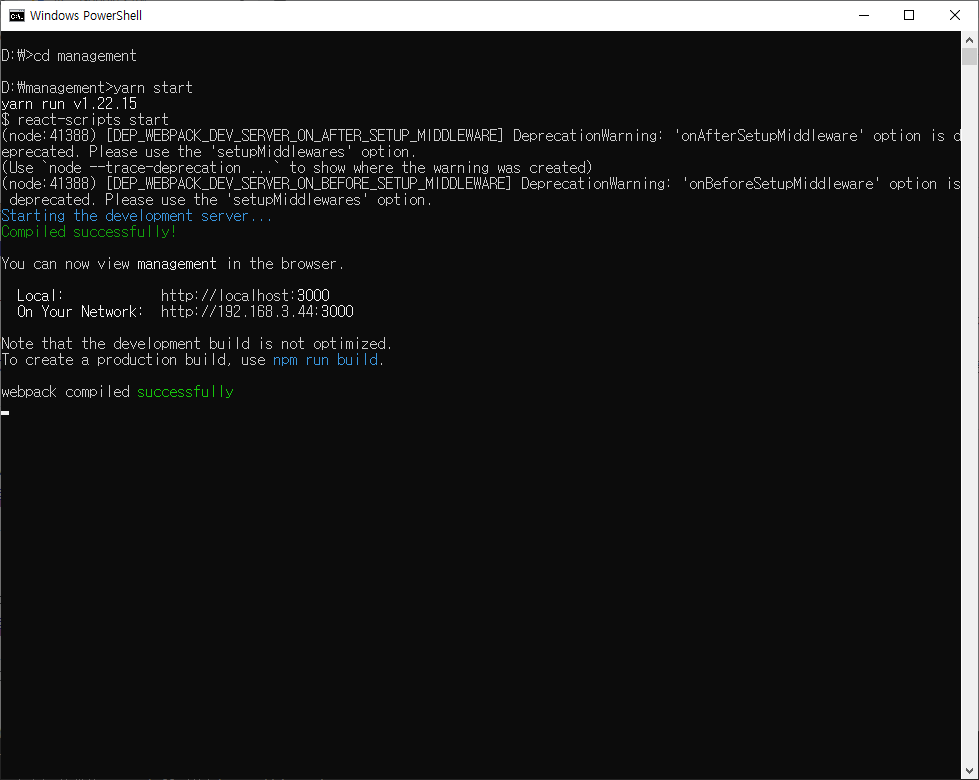 Windows PowerShell
D:₩>cd management
D:₩management>yarn start
yarn run v1.22.15
$ react-scripts start
(node:41388) [DEP_WEBPACK_DEV_SERVER_ON_AFTER_SETUP_MIDDLEWARE] DeprecationWarning: 'onAfterSetupMiddleware' option is d
eprecated. Please use the 'setupMiddlewares' option.
(Use `node --trace-deprecation ...` to show where the warning was created)
(node:41388) [DEP_WEBPACK_DEV_SERVER_ON_BEFORE_SETUP_MIDDLEWARE] DeprecationWarning: 'onBeforeSetupMiddleware' option is
 deprecated. Please use the 'setupMiddlewares' option.
Starting the development server...
Compiled successfully!
You can now view management in the browser.
  Local:            http://localhost:3000
  On Your Network:  http://192.168.3.44:3000
Note that the development build is not optimized.
To create a production build, use npm run build.
webpack compiled successfully